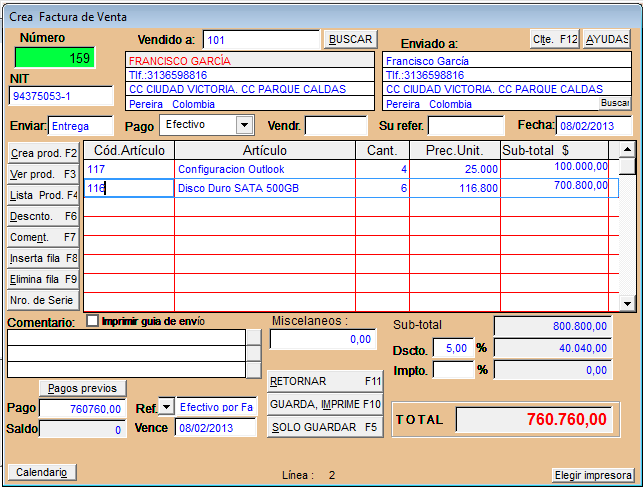 Crea Factura de Venta
Número
159
Vendido a: 101
BUSCAR
Enviado a:
Clte. F12
AYUDAS
NIT
94375053-1
FRANCISCO GARCÍA
Tlf.:3136598816
CC CIUDAD VICTORIA. CC PARQUE CALDAS
Pereira Colombia
Francisco García
Tlf.:3136598816
CC CIUDAD VICTORIA. CC PARQUE CALDAS
Pereira Colombia
Buscar
Enviar: Entrega
Pago Efectivo
Vendr.
Su refer.
Fecha: 08/02/2013
Crea prod. F2
Ver prod. F3
Lista Prod. F4
Descnto. F6
Coment. F7
Inserta fila F8
Elimina fila F9
Nro. de Serie
Cód.Artículo Artículo Cant. Prec.Unit. Sub-total $
117 Configuracion Outlook 4 25.000 100.000,00
116 Disco Duro SATA 500GB 6 116.800 700.800,00
Comentario:
Imprimir guia de envío
Miscelaneos :
0,00
Sub-total 800.800,00
Dscto. 5,00 % 40.040,00
Impto. % 0,00
Pagos previos
Pago 760760,00
Ref. Efectivo por Fa
Saldo 0
Vence 08/02/2013
RETORNAR F11
GUARDA, IMPRIME F10
SOLO GUARDAR F5
TOTAL 760.760,00
Calendario
Línea : 2
Elegir impresora